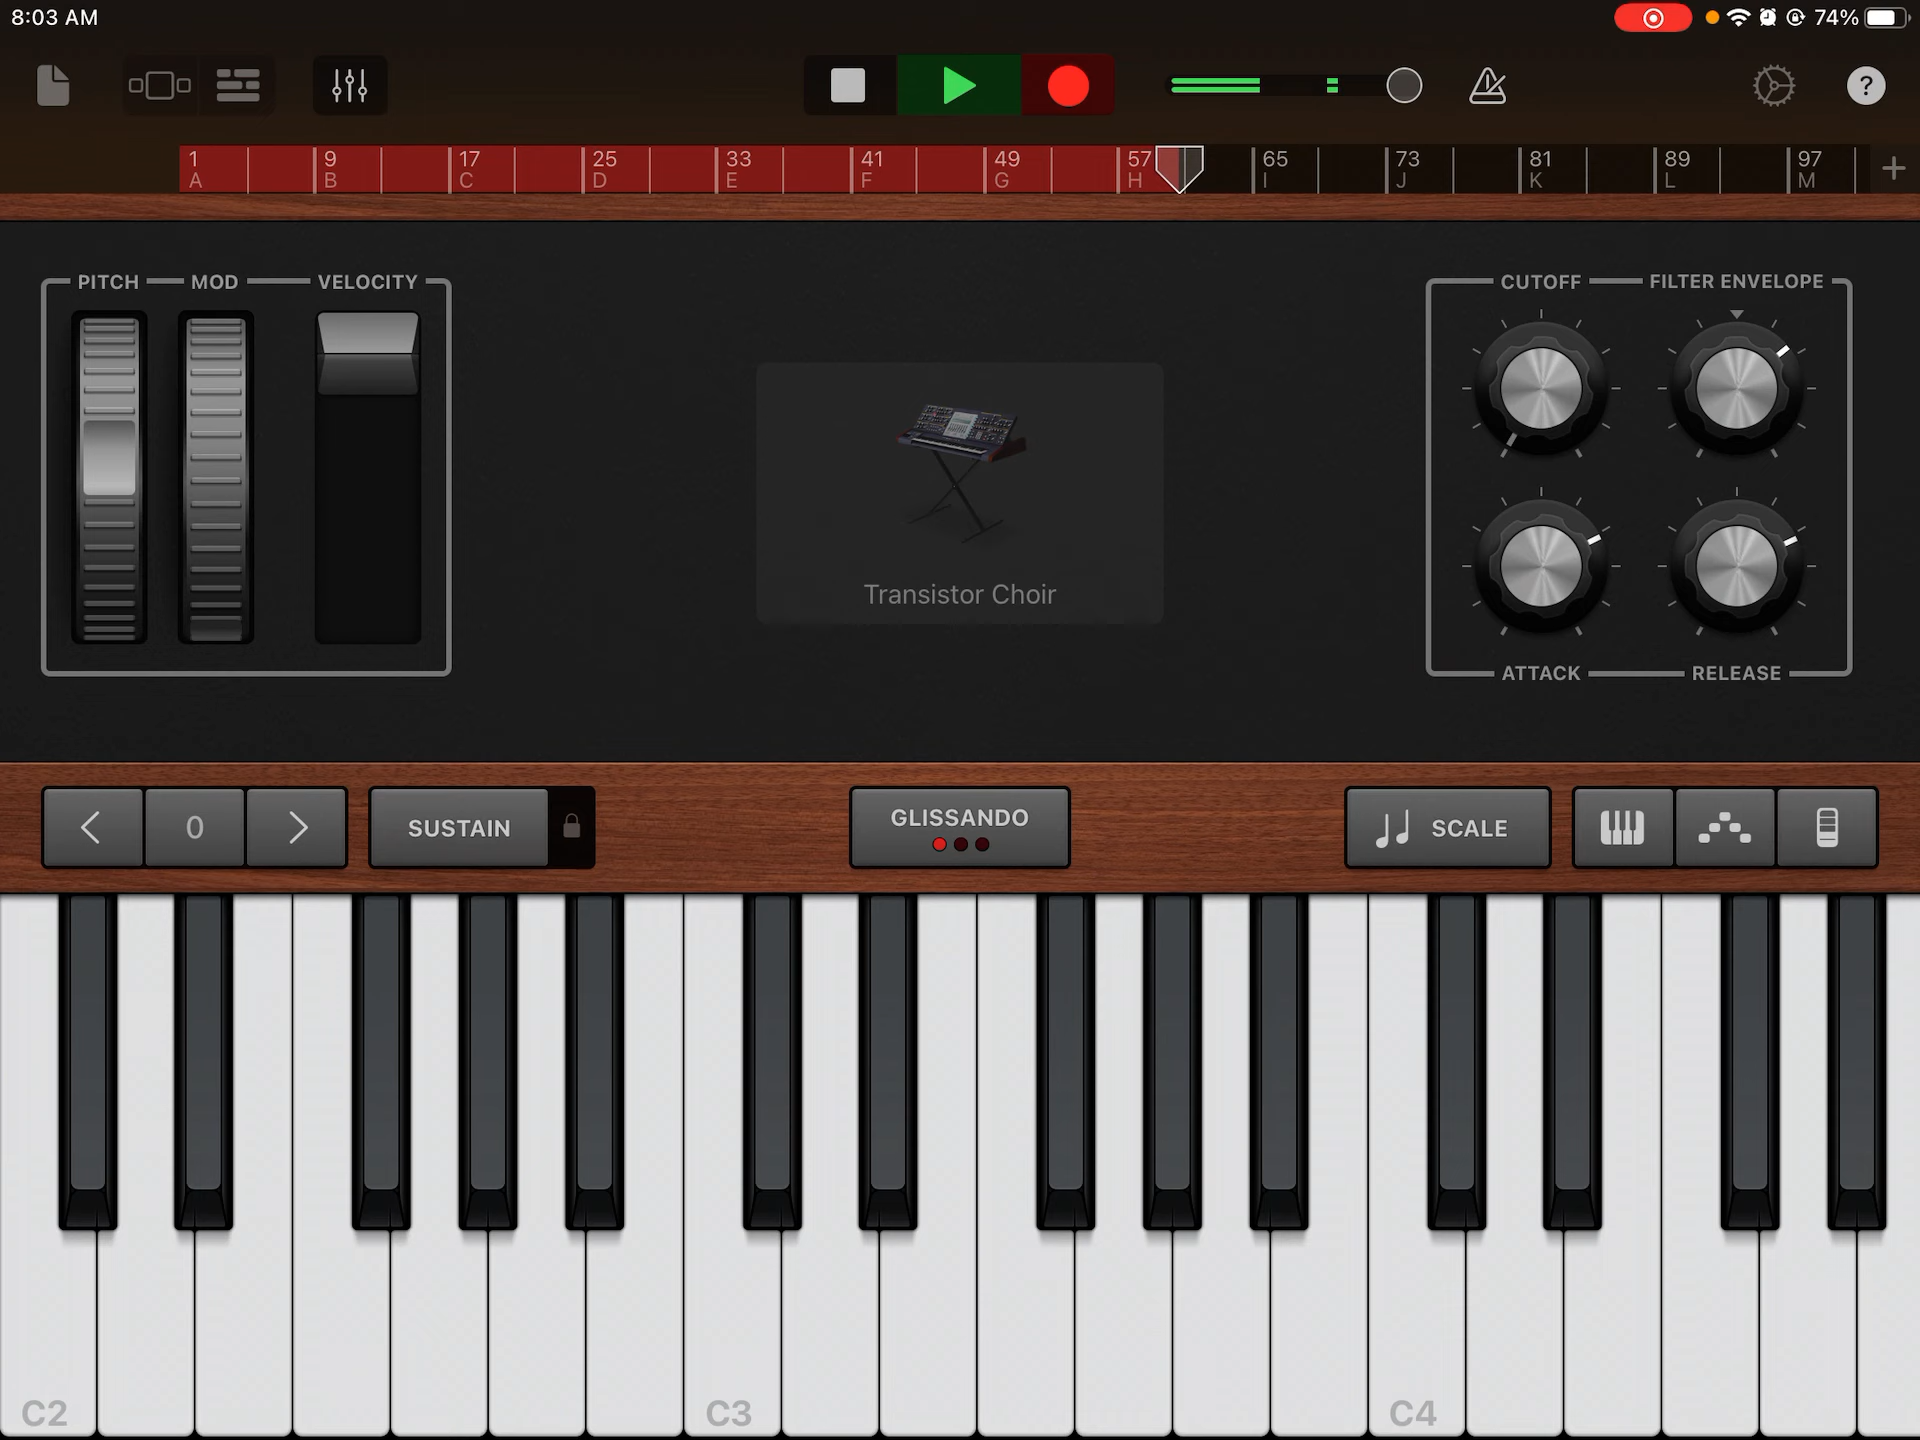 8:03 AM
74%
?
1 9 17 25 33 41 49 57 65 73 81 89 97
A B C D E F G H I J K L M
PITCH MOD VELOCITY
CUTOFF FILTER ENVELOPE
Transistor Choir
ATTACK RELEASE
0 SUSTAIN GLISSANDO SCALE
C2 C3 C4